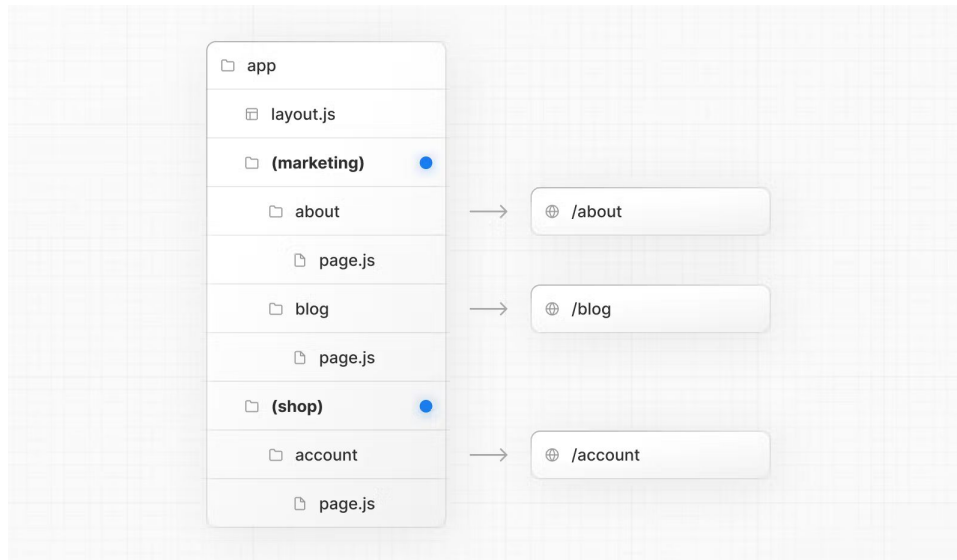 app
layout.js
(marketing)
about
/about
page.js
blog
/blog
page.js
(shop)
account
/account
page.js